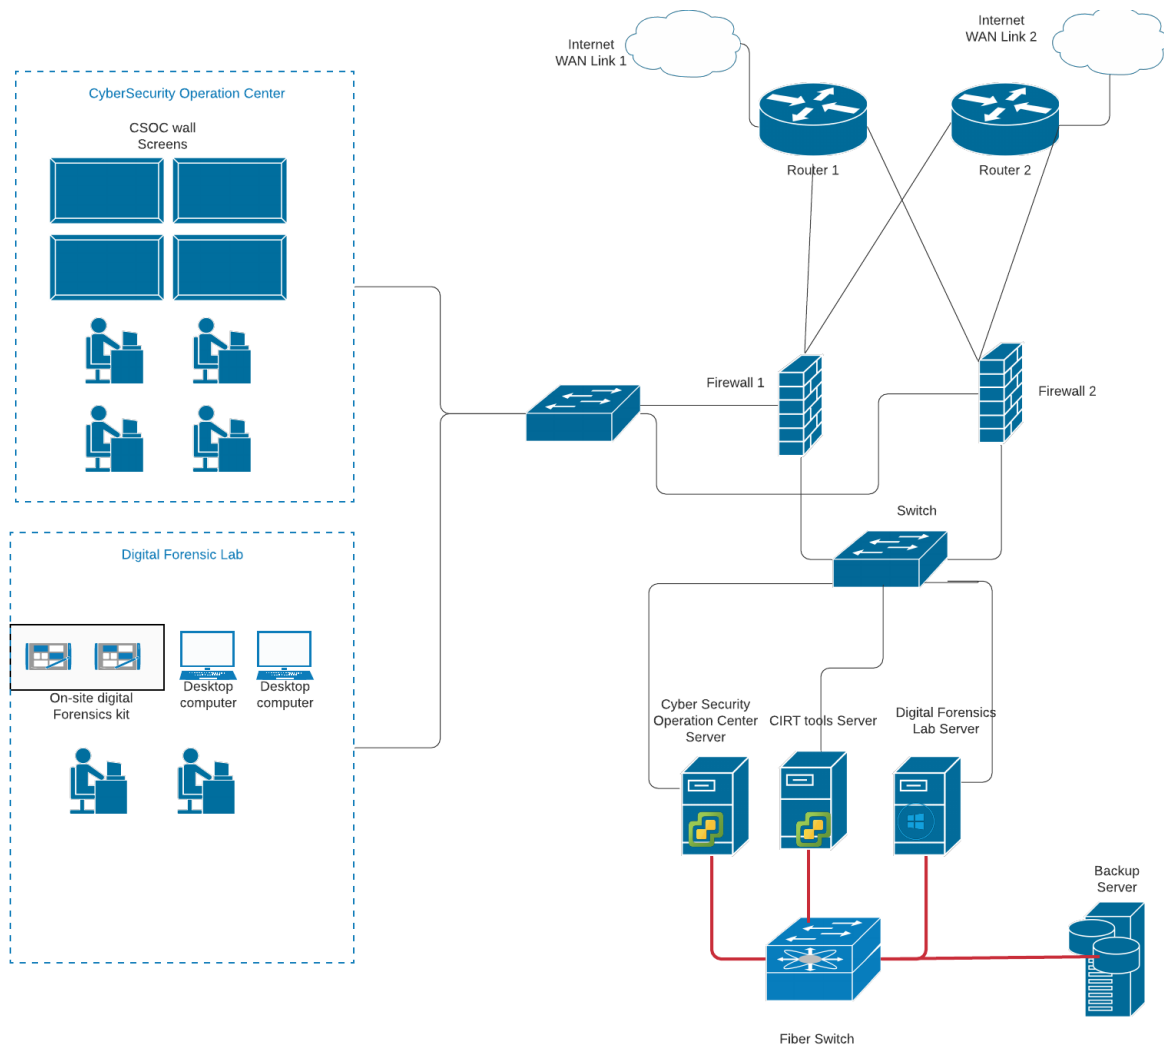 Internet
WAN Link 1
Internet
WAN Link 2
CyberSecurity Operation Center
CSOC wall
Screens
Router 1
Router 2
Firewall 1
Firewall 2
Switch
Digital Forensic Lab
On-site digital
Forensics kit
Desktop
computer
Desktop
computer
Cyber Security
Operation Center
Server
CIRT tools Server
Digital Forensics
Lab Server
Backup
Server
Fiber Switch